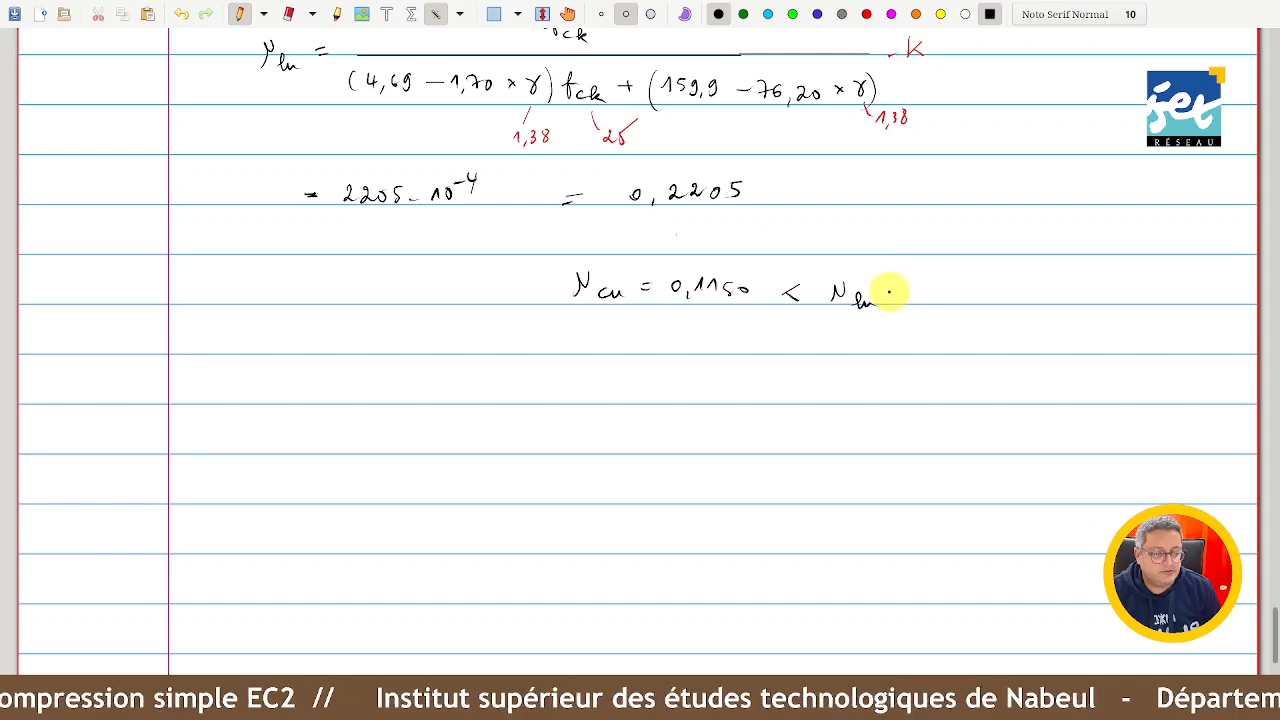 Noto Serif Normal 10
fck
μlu = . K
(4,69 − 1,70 × γ) fck + (159,9 − 76,20 × γ)
1,38 25 1,38
= 2205 . 10⁻⁴ = 0,2205
μcu = 0,1150 < μlu
iset
RÉSEAU
ompression simple EC2 // Institut supérieur des études technologiques de Nabeul - Départem